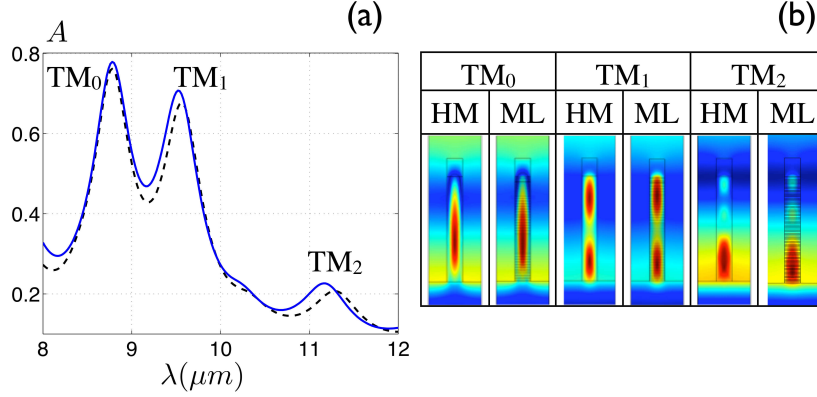 (a)
A
0.8
0.6
0.4
0.2
TM₀
TM₁
TM₂
8 9 10 11 12
λ(μm)
(b)
TM₀ TM₁ TM₂
HM ML HM ML HM ML